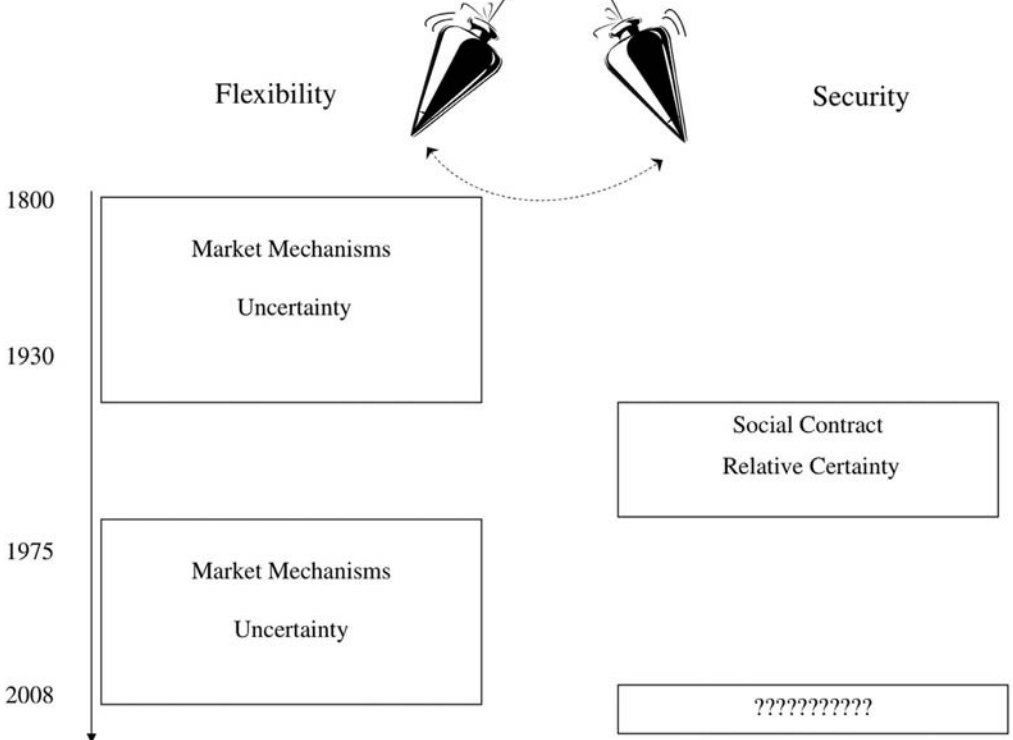 Flexibility
Security
1800
Market Mechanisms
Uncertainty
1930
Social Contract
Relative Certainty
1975
Market Mechanisms
Uncertainty
2008
???????????